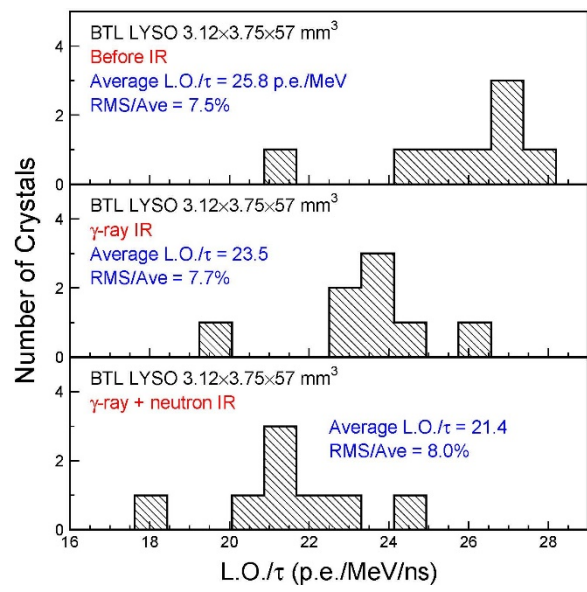 BTL LYSO 3.12×3.75×57 mm³
Before IR
Average L.O./τ = 25.8 p.e./MeV
RMS/Ave = 7.5%
4
2
0
BTL LYSO 3.12×3.75×57 mm³
γ-ray IR
Average L.O./τ = 23.5
RMS/Ave = 7.7%
4
2
0
BTL LYSO 3.12×3.75×57 mm³
γ-ray + neutron IR
Average L.O./τ = 21.4
RMS/Ave = 8.0%
4
2
0
Number of Crystals
16 18 20 22 24 26 28
L.O./τ (p.e./MeV/ns)